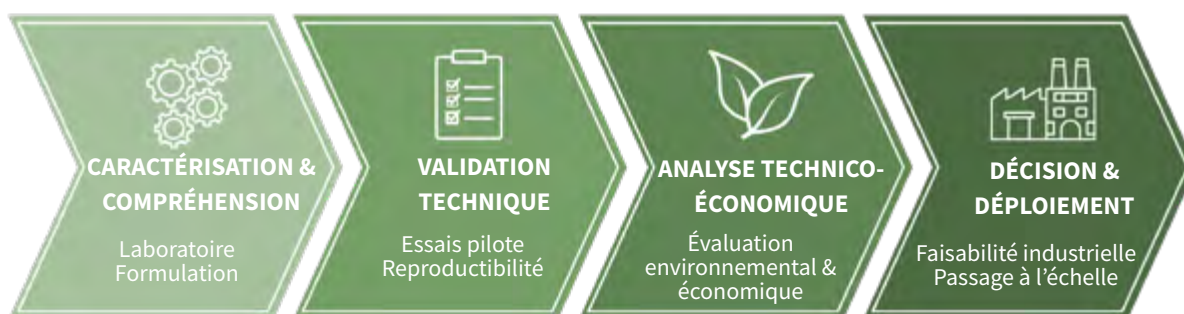 CARACTÉRISATION &
COMPRÉHENSION
Laboratoire
Formulation
VALIDATION
TECHNIQUE
Essais pilote
Reproductibilité
ANALYSE TECHNICO-
ÉCONOMIQUE
Évaluation
environnemental &
économique
DÉCISION &
DÉPLOIEMENT
Faisabilité industrielle
Passage à l'échelle